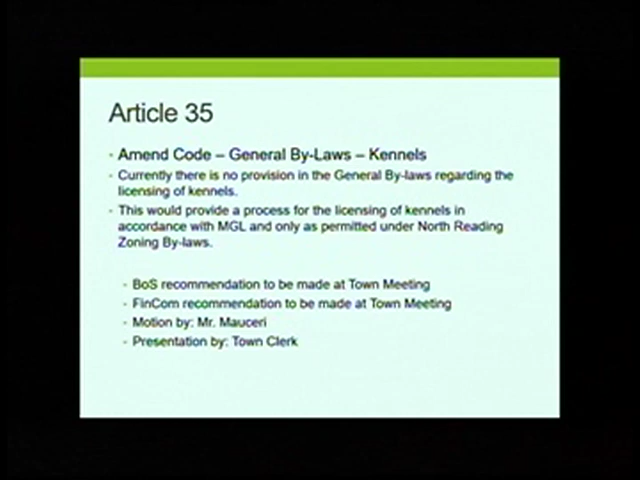 Article 35
• Amend Code – General By-Laws – Kennels
• Currently there is no provision in the General By-laws regarding the
licensing of kennels.
• This would provide a process for the licensing of kennels in
accordance with MGL and only as permitted under North Reading
Zoning By-laws.
• BoS recommendation to be made at Town Meeting
• FinCom recommendation to be made at Town Meeting
• Motion by: Mr. Mauceri
• Presentation by: Town Clerk